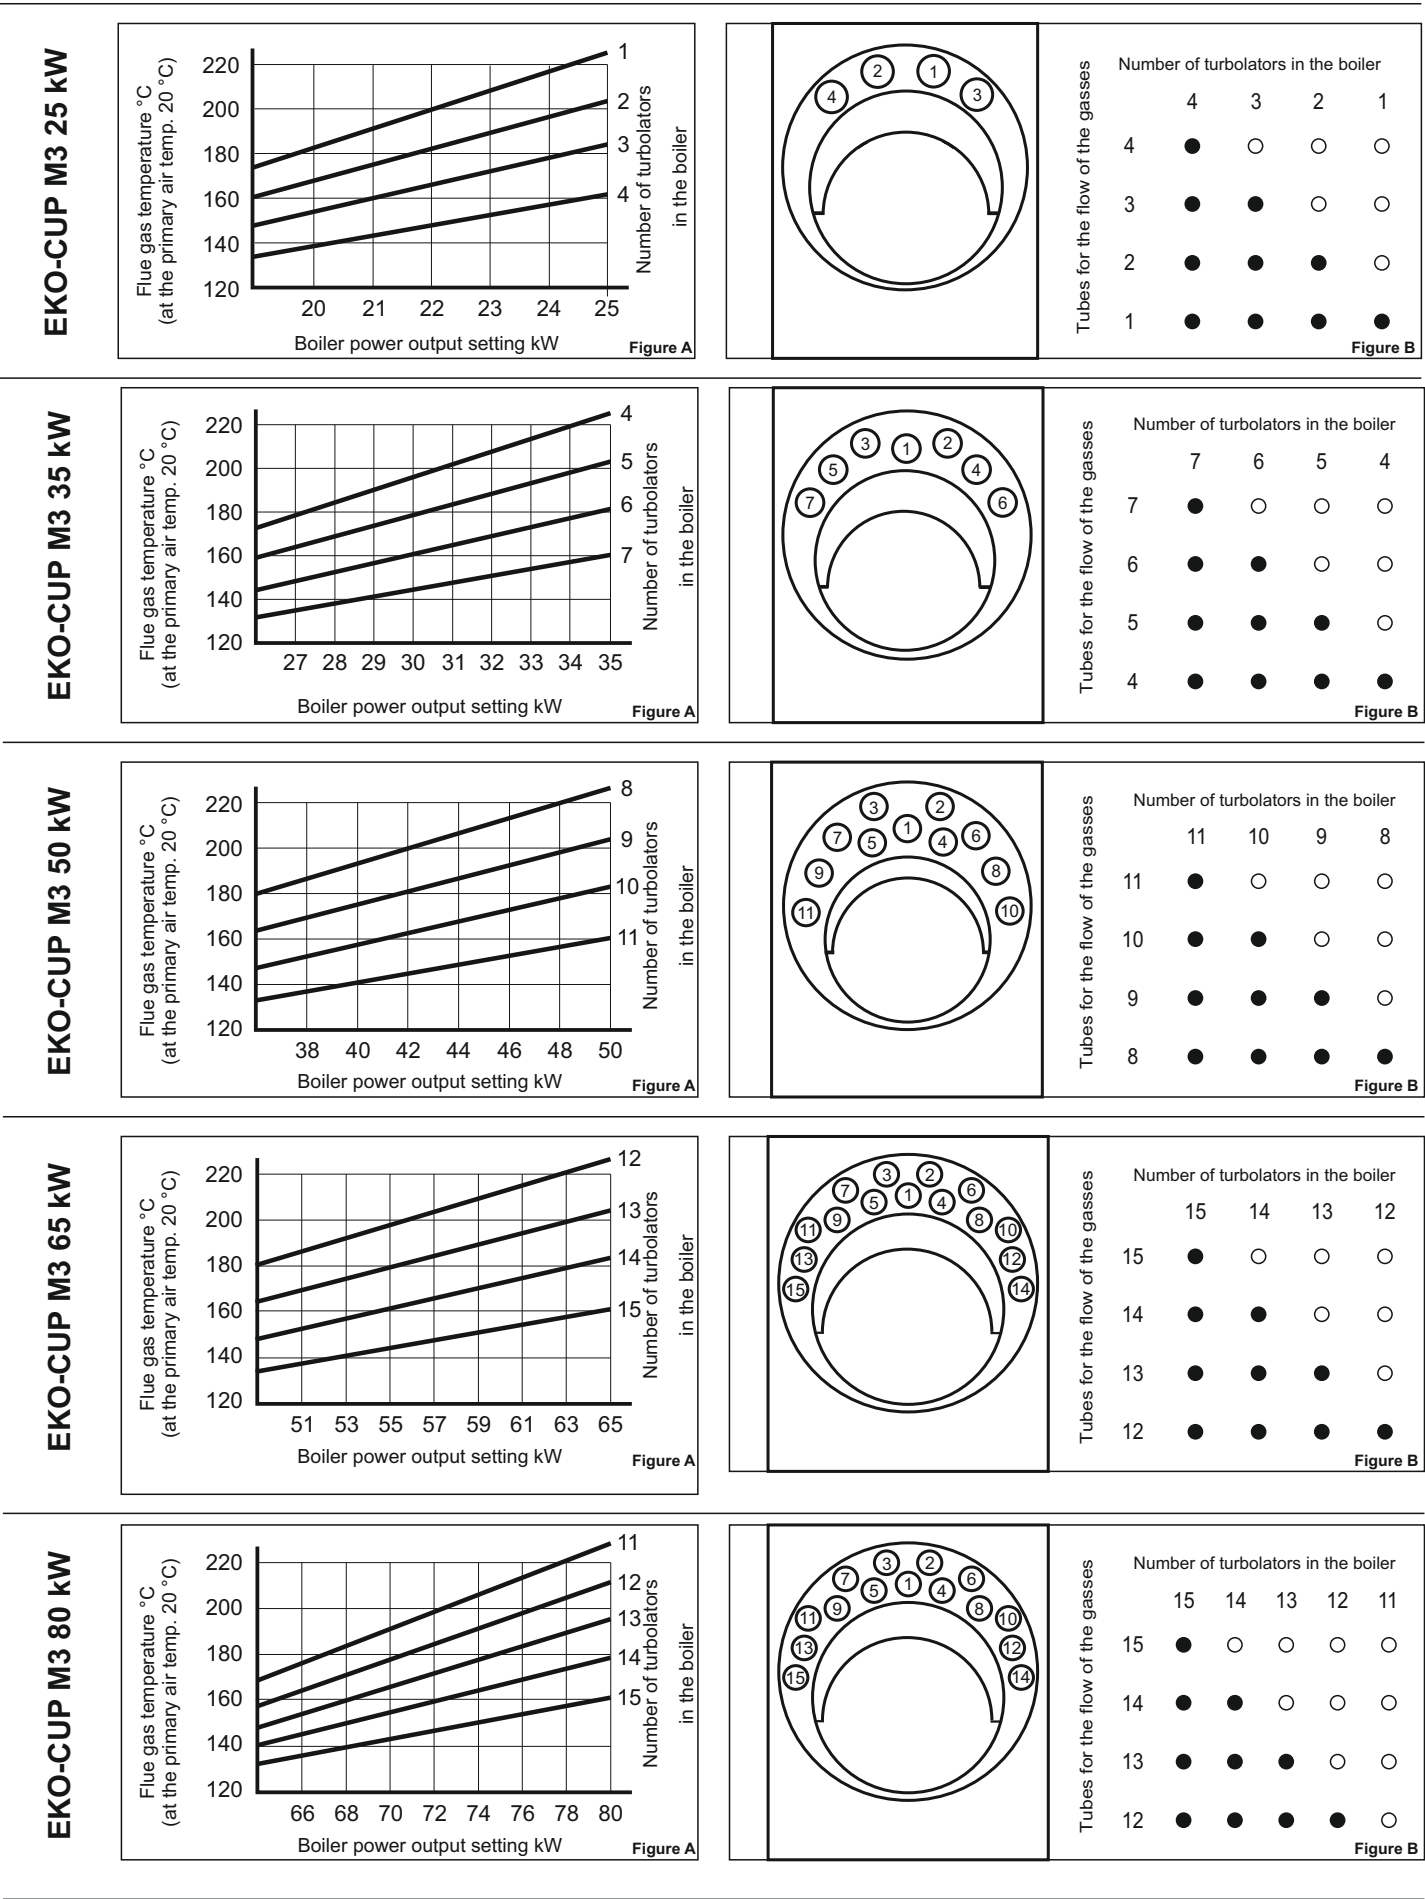 EKO-CUP M3 25 kW
Flue gas temperature °C
(at the primary air temp. 20 °C)
220
200
180
160
140
120
20 21 22 23 24 25
Boiler power output setting kW
1
2
3
4
Number of turbolators
in the boiler
Figure A
4 2 1 3
Tubes for the flow of the gasses
Number of turbolators in the boiler
4 3 2 1
4
3
2
1
Figure B
EKO-CUP M3 35 kW
Flue gas temperature °C
(at the primary air temp. 20 °C)
220
200
180
160
140
120
27 28 29 30 31 32 33 34 35
Boiler power output setting kW
4
5
6
7
Number of turbolators
in the boiler
Figure A
7 5 3 1 2 4 6
Tubes for the flow of the gasses
Number of turbolators in the boiler
7 6 5 4
7
6
5
4
Figure B
EKO-CUP M3 50 kW
Flue gas temperature °C
(at the primary air temp. 20 °C)
220
200
180
160
140
120
38 40 42 44 46 48 50
Boiler power output setting kW
8
9
10
11
Number of turbolators
in the boiler
Figure A
3 2
7 5 1 4 6
9 8
11 10
Tubes for the flow of the gasses
Number of turbolators in the boiler
11 10 9 8
11
10
9
8
Figure B
EKO-CUP M3 65 kW
Flue gas temperature °C
(at the primary air temp. 20 °C)
220
200
180
160
140
120
51 53 55 57 59 61 63 65
Boiler power output setting kW
12
13
14
15
Number of turbolators
in the boiler
Figure A
3 2
7 5 1 4 6
11 9 8 10
13 12
15 14
Tubes for the flow of the gasses
Number of turbolators in the boiler
15 14 13 12
15
14
13
12
Figure B
EKO-CUP M3 80 kW
Flue gas temperature °C
(at the primary air temp. 20 °C)
220
200
180
160
140
120
66 68 70 72 74 76 78 80
Boiler power output setting kW
11
12
13
14
15
Number of turbolators
in the boiler
Figure A
3 2
7 5 1 4 6
11 9 8 10
13 12
15 14
Tubes for the flow of the gasses
Number of turbolators in the boiler
15 14 13 12 11
15
14
13
12
Figure B